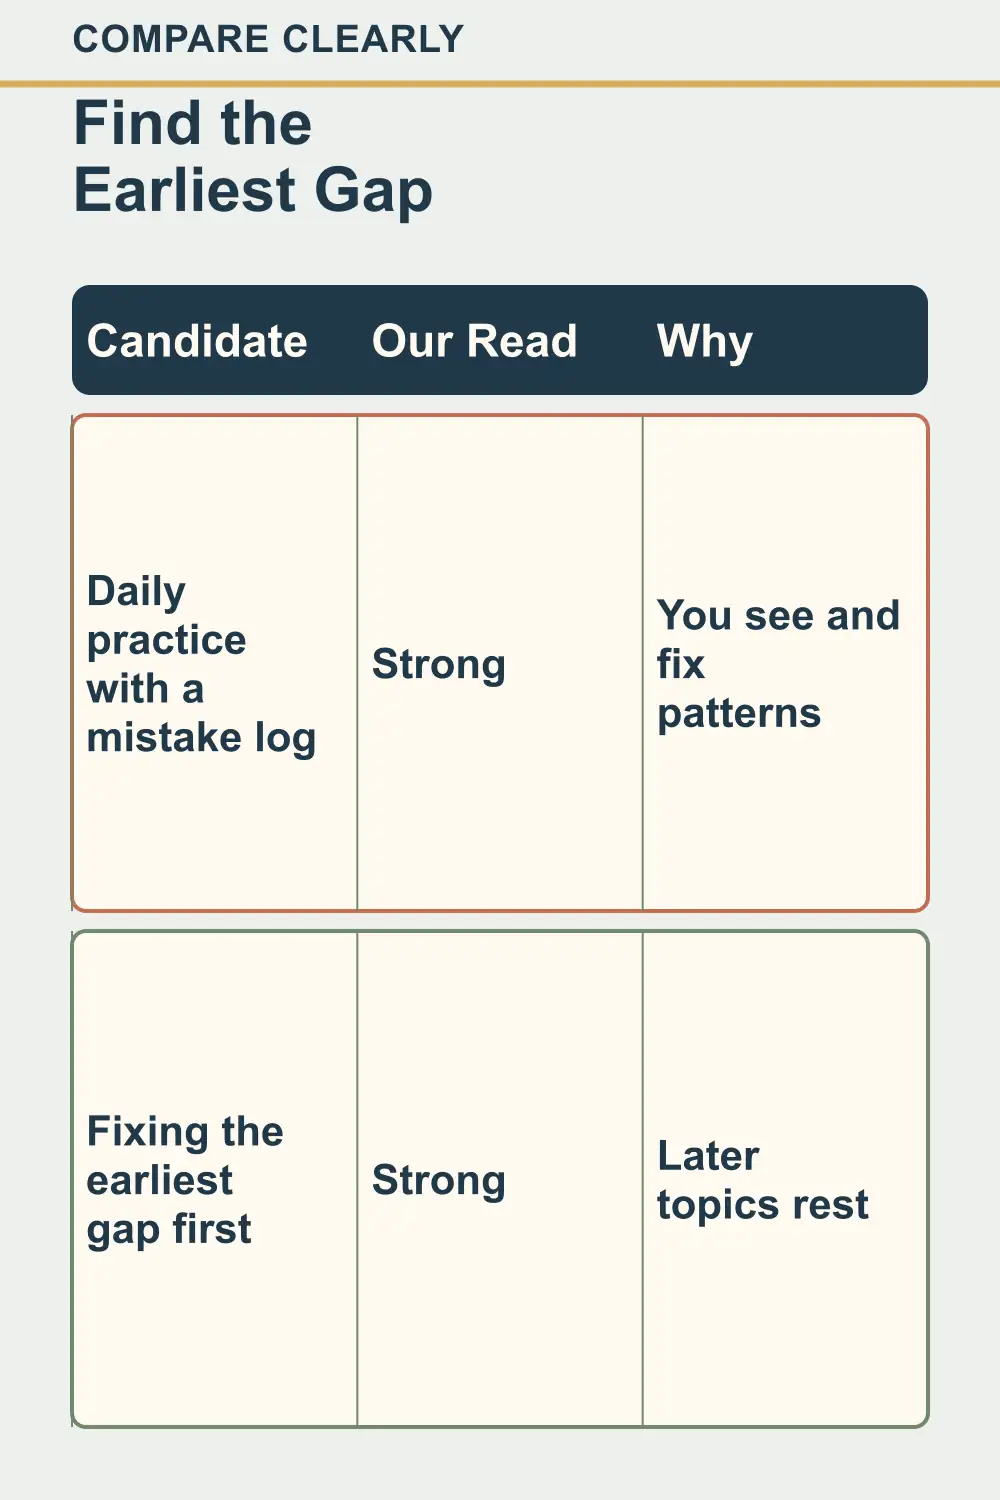 COMPARE CLEARLY
Find the
Earliest Gap
Candidate Our Read Why
Daily
practice
with a
mistake log
Strong
You see and
fix
patterns
Fixing the
earliest
gap first
Strong
Later
topics rest